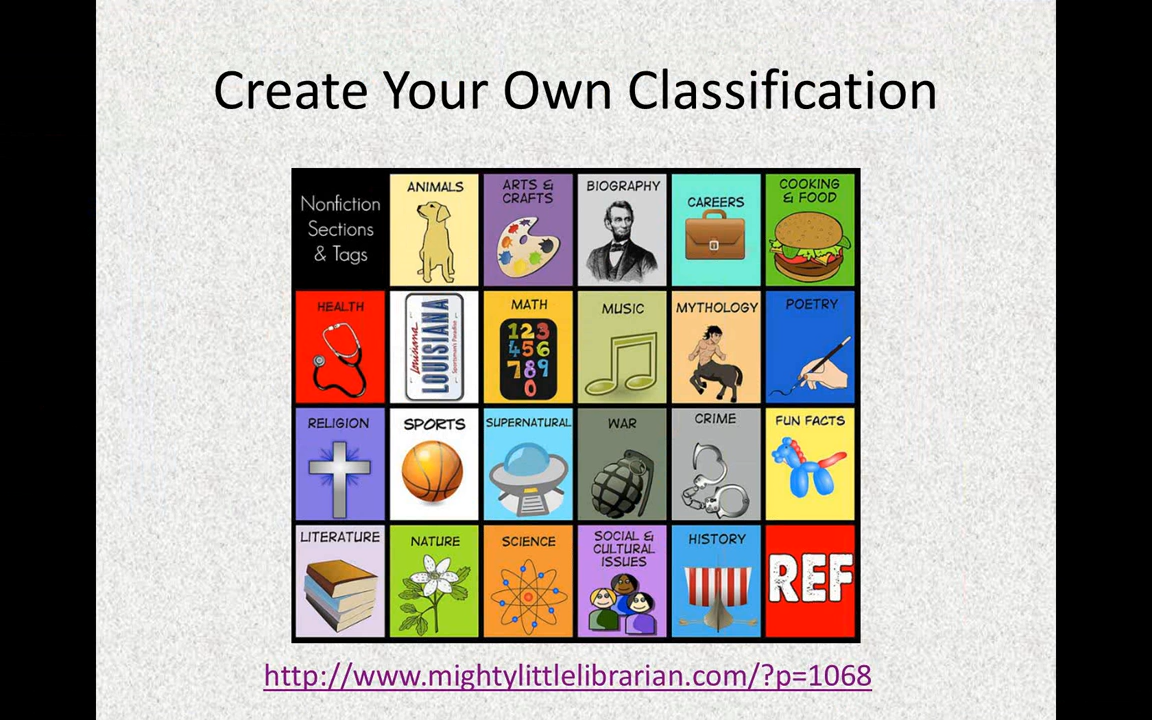 Create Your Own Classification
Nonfiction
Sections
& Tags
ANIMALS
ARTS &
CRAFTS
BIOGRAPHY
CAREERS
COOKING
& FOOD
HEALTH
Louisiana
LOUISIANA
Sportsman's Paradise
MATH
123
456
789
0
MUSIC
MYTHOLOGY
POETRY
RELIGION
SPORTS
SUPERNATURAL
WAR
CRIME
FUN FACTS
LITERATURE
NATURE
SCIENCE
SOCIAL &
CULTURAL
ISSUES
HISTORY
REF
http://www.mightylittlelibrarian.com/?p=1068